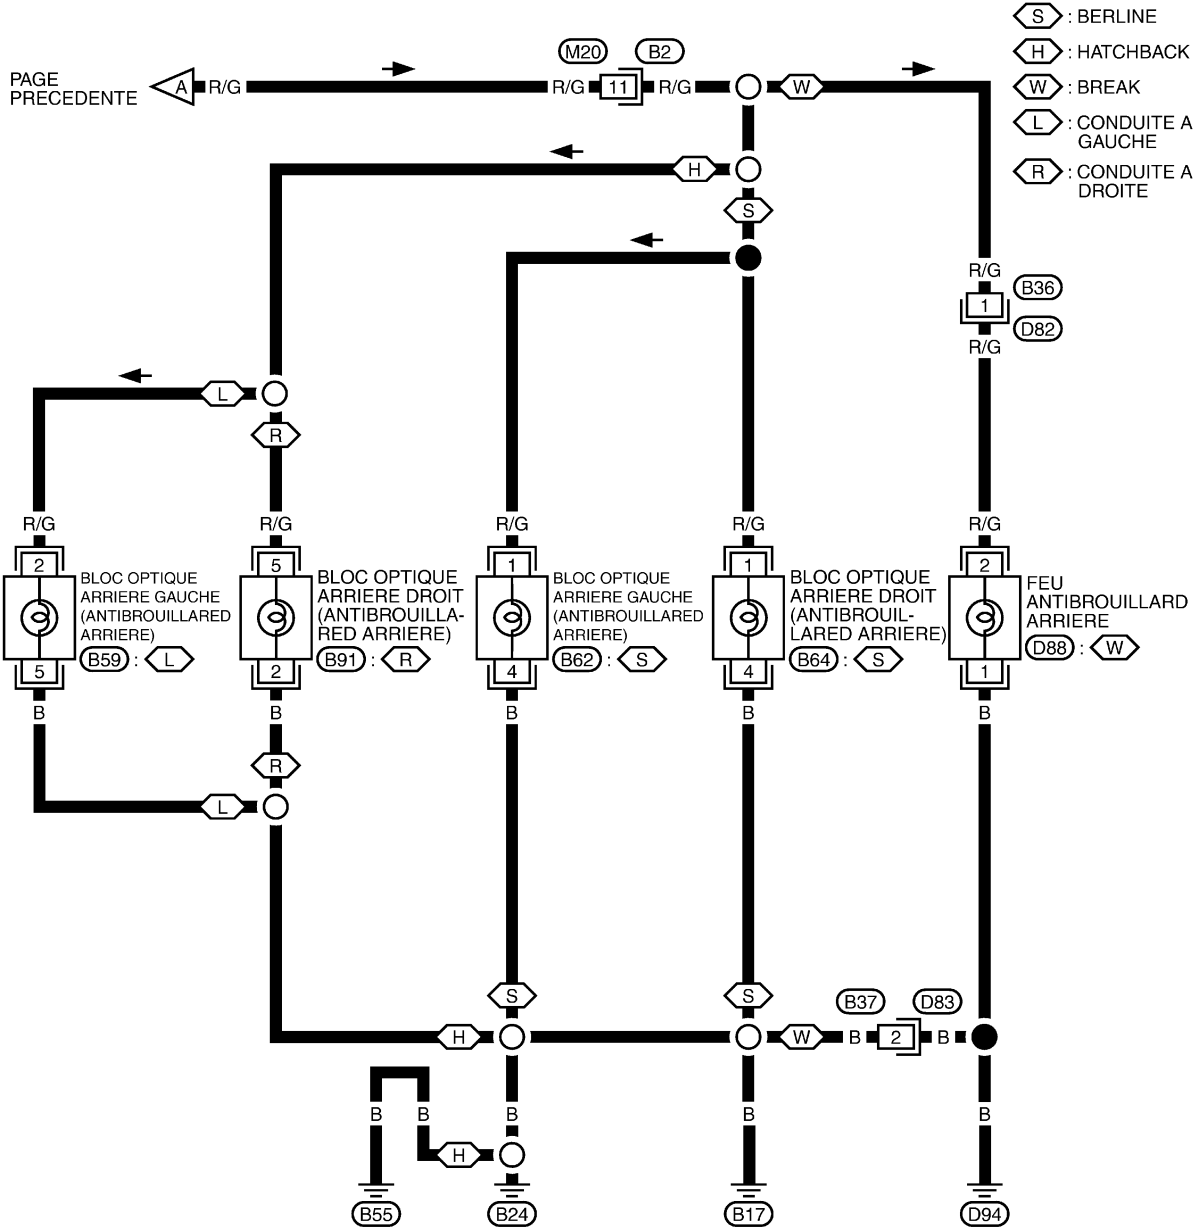 S : BERLINE
M20 B2
H : HATCHBACK
PAGE
PRECEDENTE
A R/G R/G 11 R/G W
W : BREAK
L : CONDUITE A
GAUCHE
H
R : CONDUITE A
DROITE
S
R/G
B36
1
D82
R/G
L
R
R/G R/G R/G R/G R/G
2 5 1 1 2
BLOC OPTIQUE
ARRIERE GAUCHE
(ANTIBROUILLARED
ARRIERE)
B59 : L
BLOC OPTIQUE
ARRIERE DROIT
(ANTIBROUILLA-
RED ARRIERE)
B91 : R
BLOC OPTIQUE
ARRIERE GAUCHE
(ANTIBROUILLARED
ARRIERE)
B62 : S
BLOC OPTIQUE
ARRIERE DROIT
(ANTIBROUIL-
LARED ARRIERE)
B64 : S
FEU
ANTIBROUILLARD
ARRIERE
D88 : W
5 2 4 4 1
B B B B B
R
L
S S
B37 D83
H W B 2 B
B B B B B
H
B55 B24 B17 D94